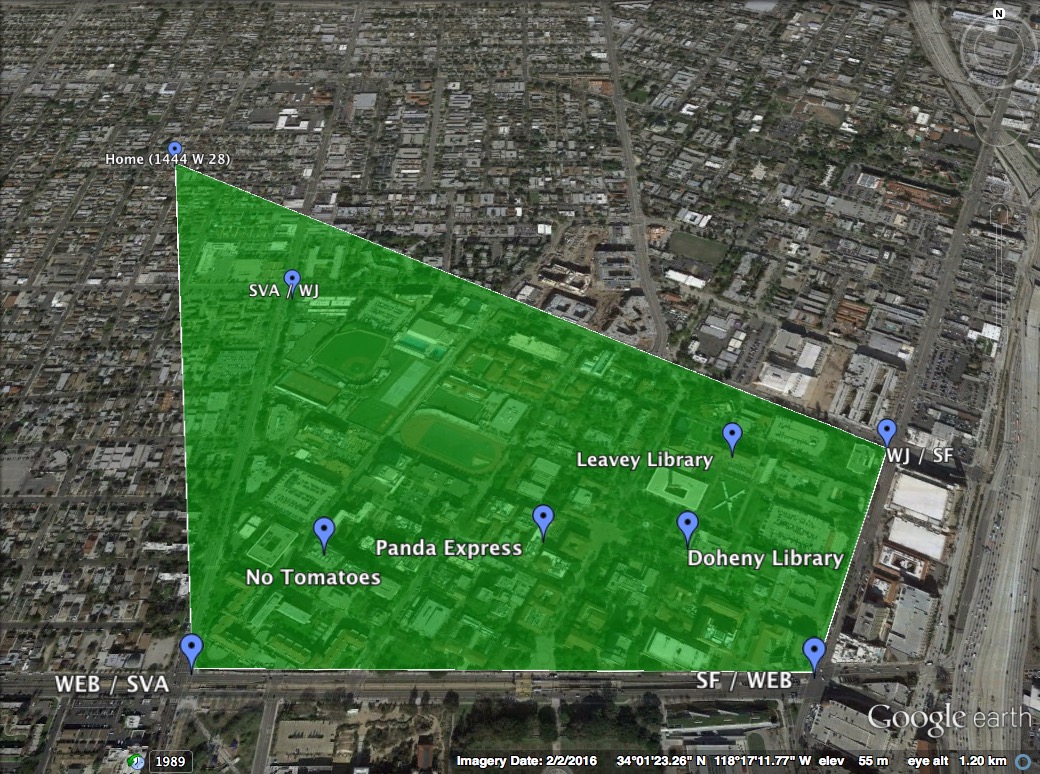 N
Home (1444 W 28)
SVA / WJ
Leavey Library
WJ / SF
Panda Express
Doheny Library
No Tomatoes
WEB / SVA
SF / WEB
Google earth
1989
Imagery Date: 2/2/2016 34°01'23.26" N 118°17'11.77" W elev 55 m eye alt 1.20 km